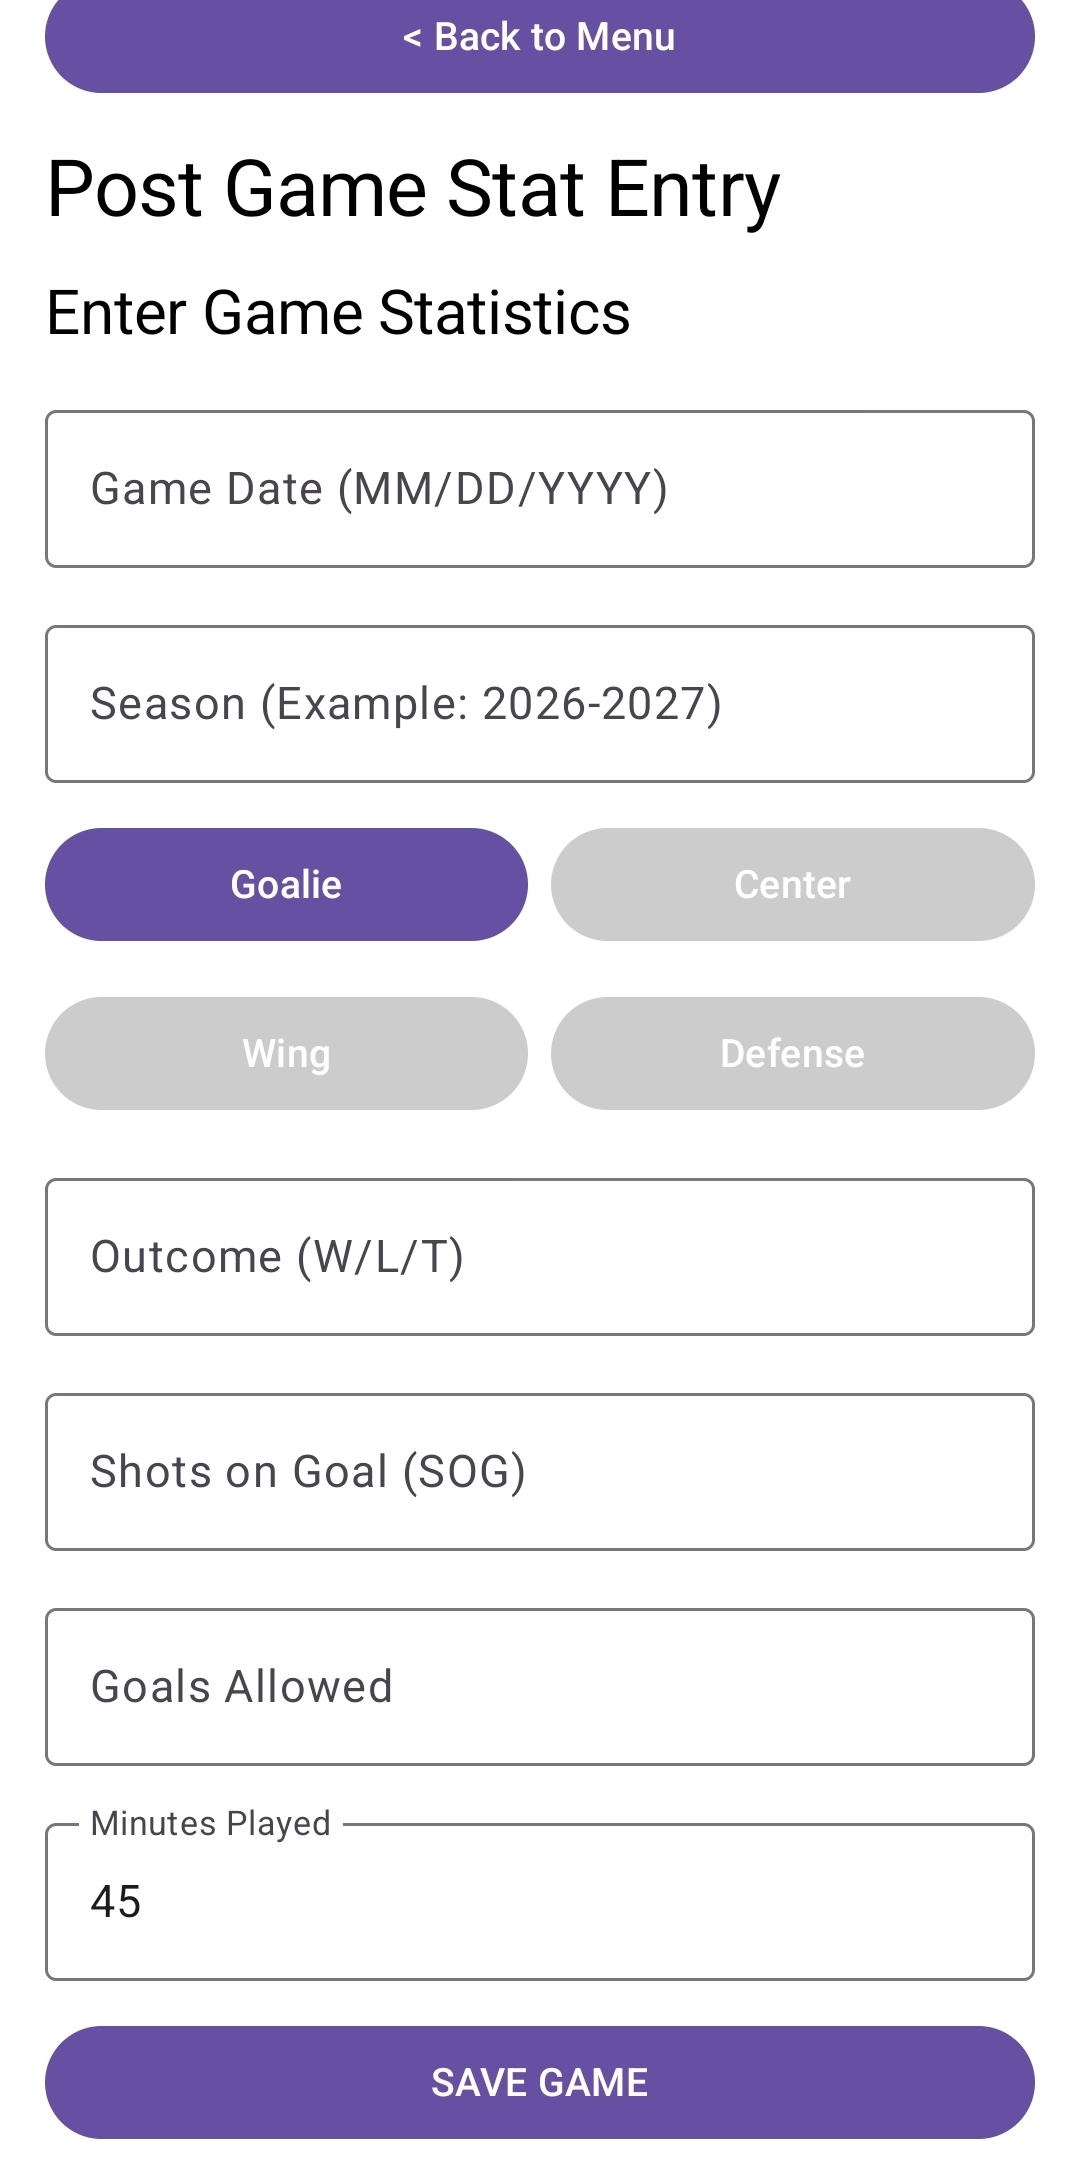 < Back to Menu
Post Game Stat Entry
Enter Game Statistics
Game Date (MM/DD/YYYY)
Season (Example: 2026-2027)
Goalie Center
Wing Defense
Outcome (W/L/T)
Shots on Goal (SOG)
Goals Allowed
Minutes Played
45
SAVE GAME